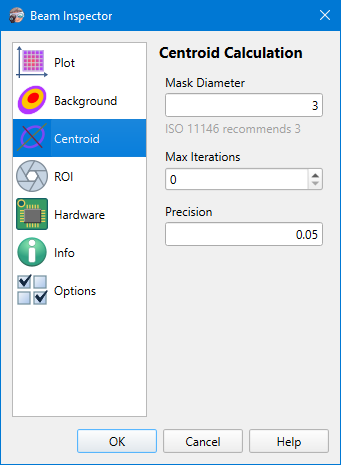 Beam Inspector
Plot
Background
Centroid
ROI
Hardware
Info
Options
Centroid Calculation
Mask Diameter
3
ISO 11146 recommends 3
Max Iterations
0
Precision
0.05
OK
Cancel
Help